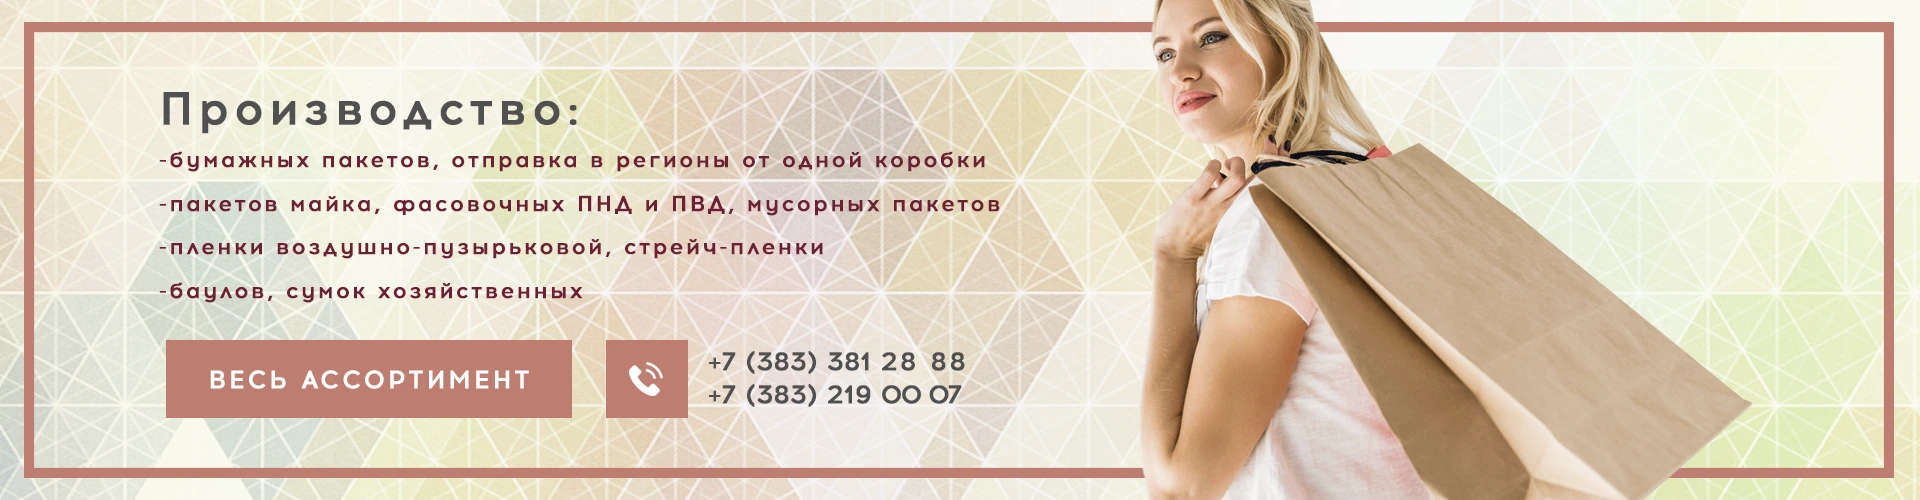 Производство:
-бумажных пакетов, отправка в регионы от одной коробки
-пакетов майка, фасовочных ПНД и ПВД, мусорных пакетов
-пленки воздушно-пузырьковой, стрейч-пленки
-баулов, сумок хозяйственных
ВЕСЬ АССОРТИМЕНТ
+7 (383) 381 28 88
+7 (383) 219 00 07